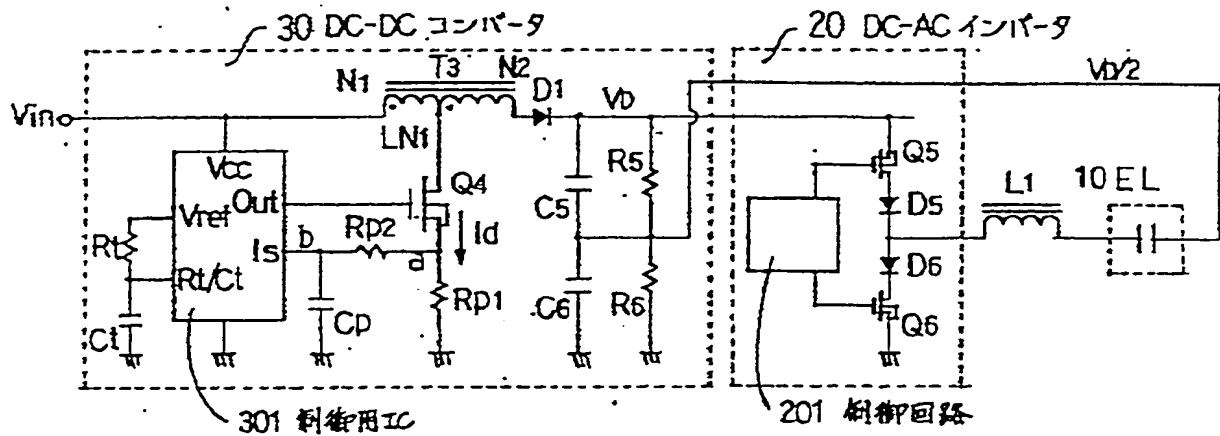 30 DC-DC コンバータ
20 DC-AC インバータ
N1 T3 N2
D1
VD
VD/2
Vin
LN1
Vcc
Q4
R5
Q5
Out
Vref
Rt
b
Rp2
Id
C5
L1
10 EL
D5
Is
a
Rt/Ct
D6
Ct
Cp
Rp1
C6
R6
Q6
301 制御用IC
201 制御回路